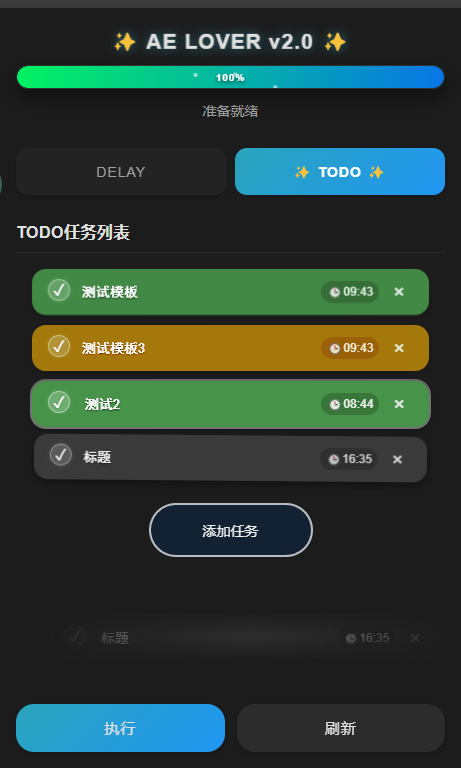 ✨ AE LOVER v2.0 ✨
100%
准备就绪
DELAY
✨ TODO ✨
TODO任务列表
测试模板 09:43 ×
测试模板3 09:43 ×
测试2 08:44 ×
标题 16:35 ×
添加任务
标题 16:35 ×
执行
刷新